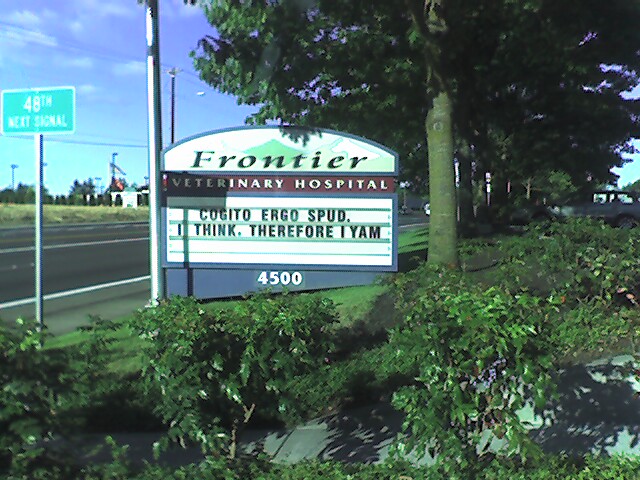 48TH
NEXT SIGNAL
Frontier
VETERINARY HOSPITAL
COGITO ERGO SPUD.
I THINK, THEREFORE I YAM
4500